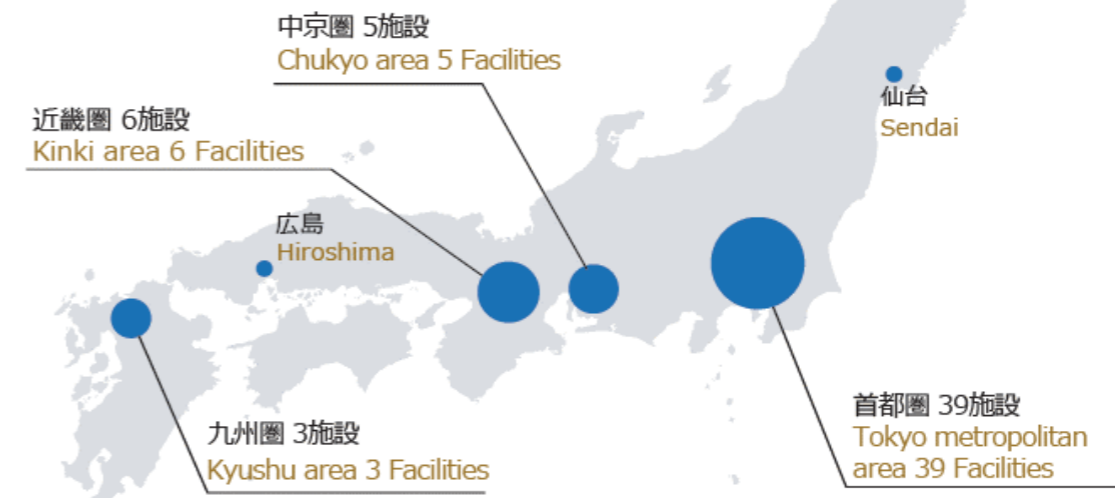 中京圏 5施設
Chukyo area 5 Facilities
仙台
Sendai
近畿圏 6施設
Kinki area 6 Facilities
広島
Hiroshima
九州圏 3施設
Kyushu area 3 Facilities
首都圏 39施設
Tokyo metropolitan
area 39 Facilities